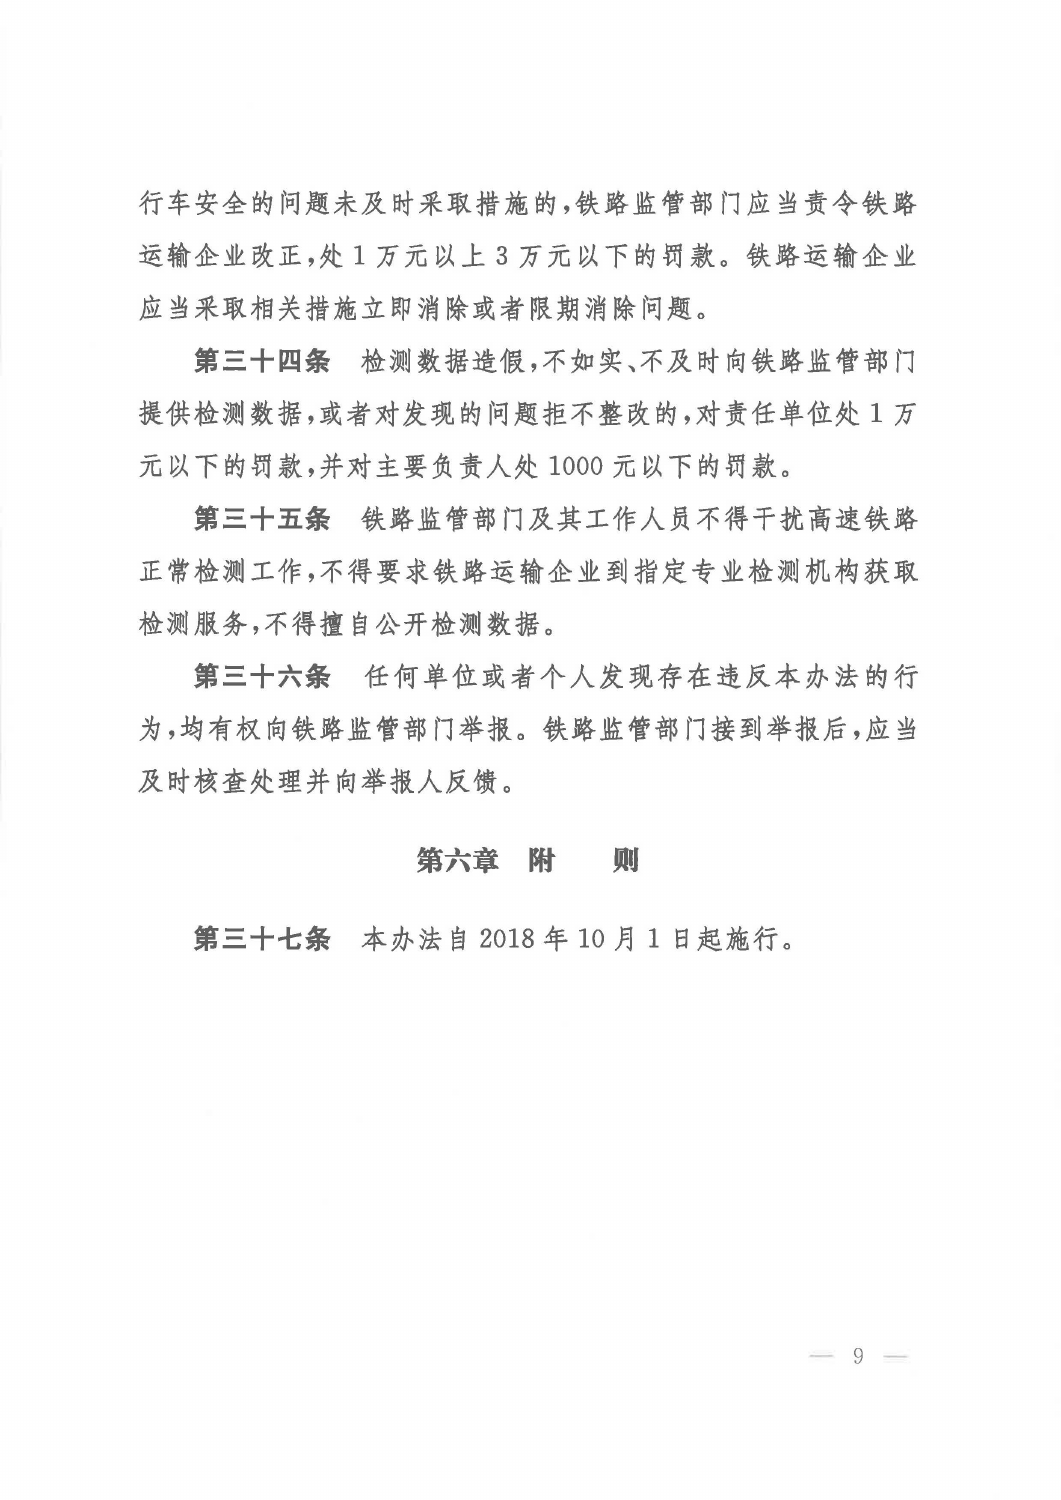 行车安全的问题未及时采取措施的,铁路监管部门应当责令铁路
运输企业改正,处 1 万元以上 3 万元以下的罚款。铁路运输企业
应当采取相关措施立即消除或者限期消除问题。
第三十四条　检测数据造假,不如实、不及时向铁路监管部门
提供检测数据,或者对发现的问题拒不整改的,对责任单位处 1 万
元以下的罚款,并对主要负责人处 1000 元以下的罚款。
第三十五条　铁路监管部门及其工作人员不得干扰高速铁路
正常检测工作,不得要求铁路运输企业到指定专业检测机构获取
检测服务,不得擅自公开检测数据。
第三十六条　任何单位或者个人发现存在违反本办法的行
为,均有权向铁路监管部门举报。铁路监管部门接到举报后,应当
及时核查处理并向举报人反馈。
第六章　附　　则
第三十七条　本办法自 2018 年 10 月 1 日起施行。
— 9 —